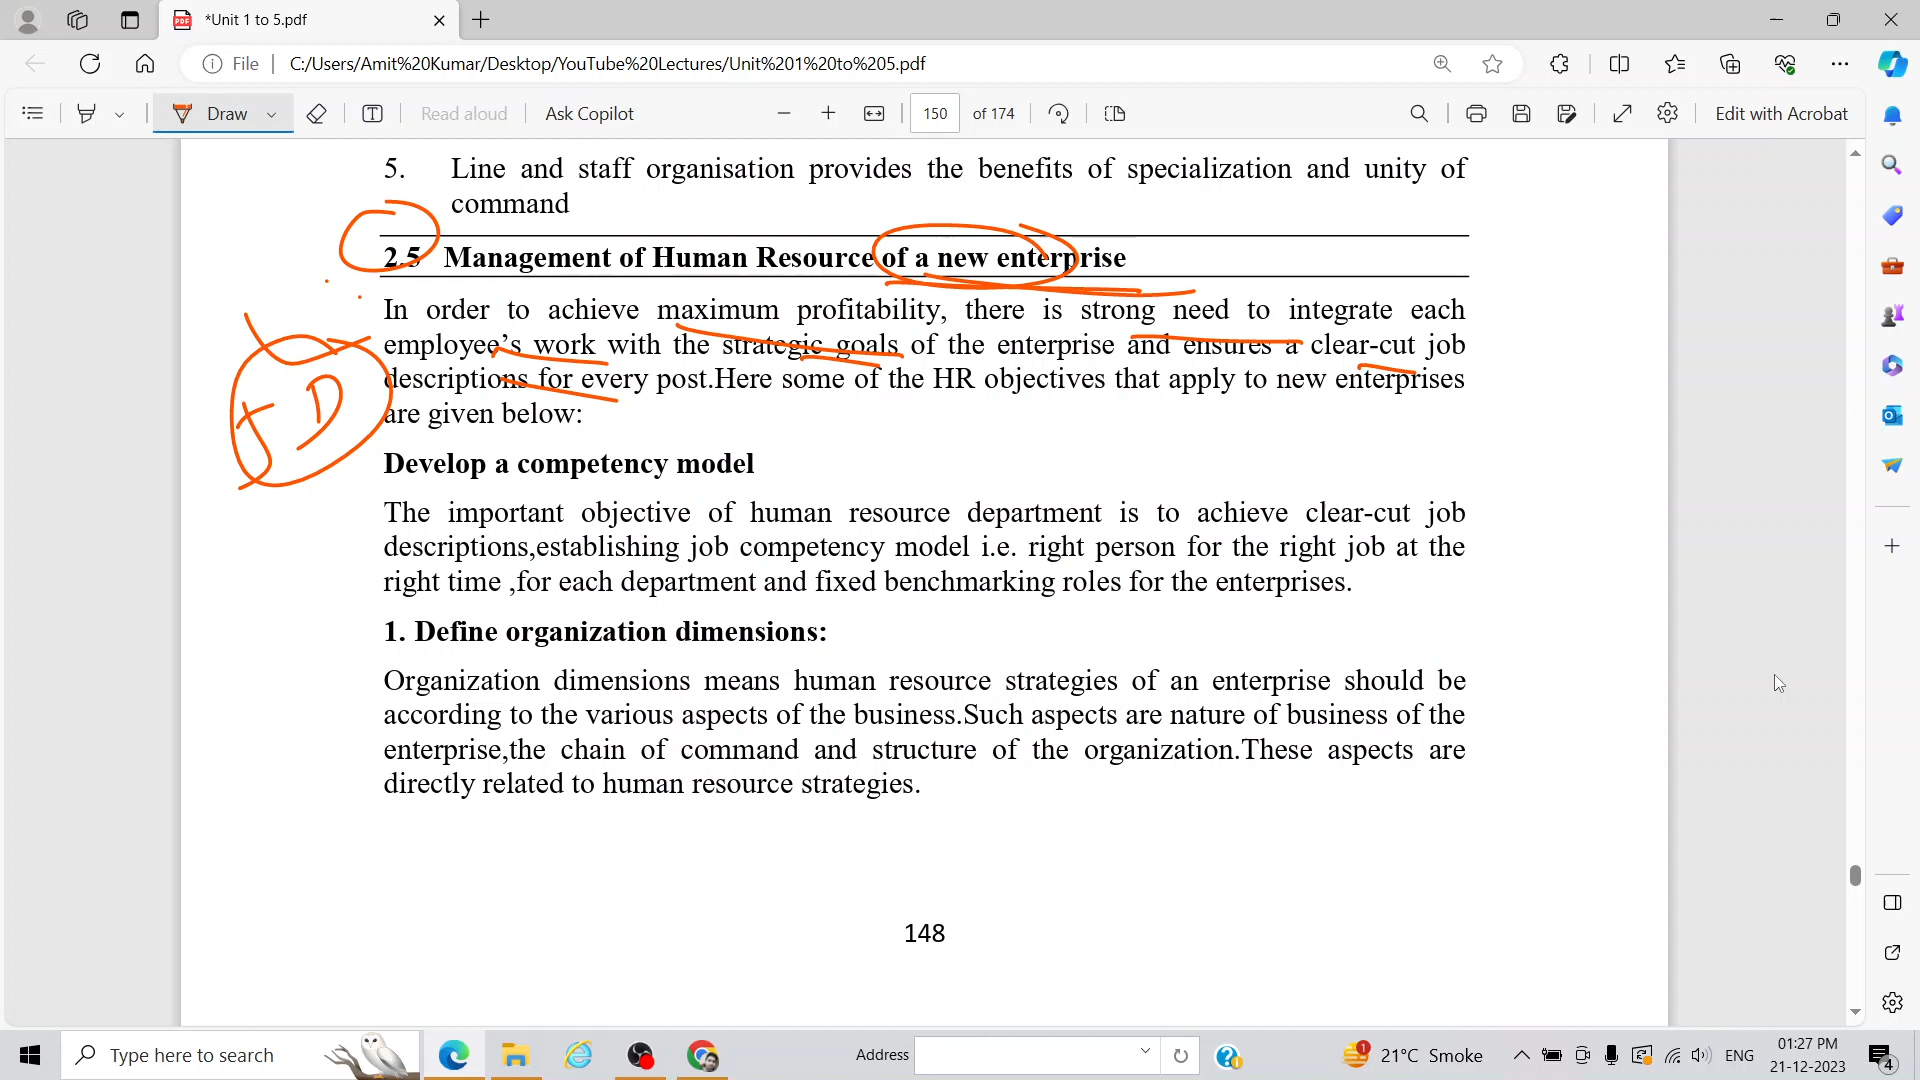 *Unit 1 to 5.pdf
File C:/Users/Amit%20Kumar/Desktop/YouTube%20Lectures/Unit%201%20to%205.pdf
Draw Read aloud Ask Copilot 150 of 174 Edit with Acrobat
5. Line and staff organisation provides the benefits of specialization and unity of
command
2.5 Management of Human Resource of a new enterprise
In order to achieve maximum profitability, there is strong need to integrate each
employee's work with the strategic goals of the enterprise and ensures a clear-cut job
descriptions for every post.Here some of the HR objectives that apply to new enterprises
are given below:
JD
Develop a competency model
The important objective of human resource department is to achieve clear-cut job
descriptions,establishing job competency model i.e. right person for the right job at the
right time ,for each department and fixed benchmarking roles for the enterprises.
1. Define organization dimensions:
Organization dimensions means human resource strategies of an enterprise should be
according to the various aspects of the business.Such aspects are nature of business of the
enterprise,the chain of command and structure of the organization.These aspects are
directly related to human resource strategies.
148
Type here to search Address 1 21°C Smoke ENG 01:27 PM
21-12-2023 4